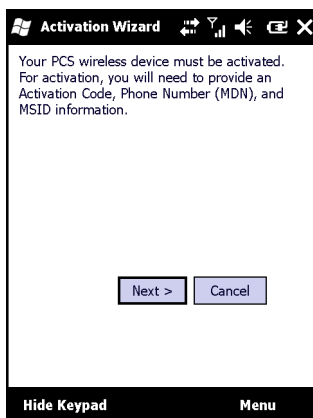 Activation Wizard
Your PCS wireless device must be activated.
For activation, you will need to provide an
Activation Code, Phone Number (MDN), and
MSID information.
Next >
Cancel
Hide Keypad
Menu